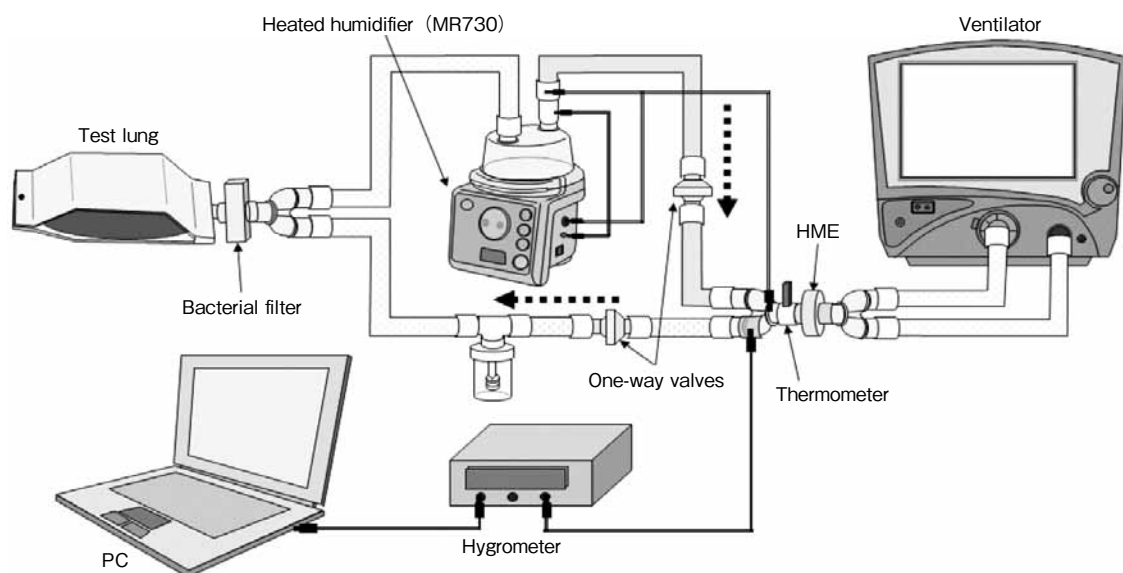 Heated humidifier（MR730）
Ventilator
Test lung
HME
Bacterial filter
One-way valves
Thermometer
Hygrometer
PC